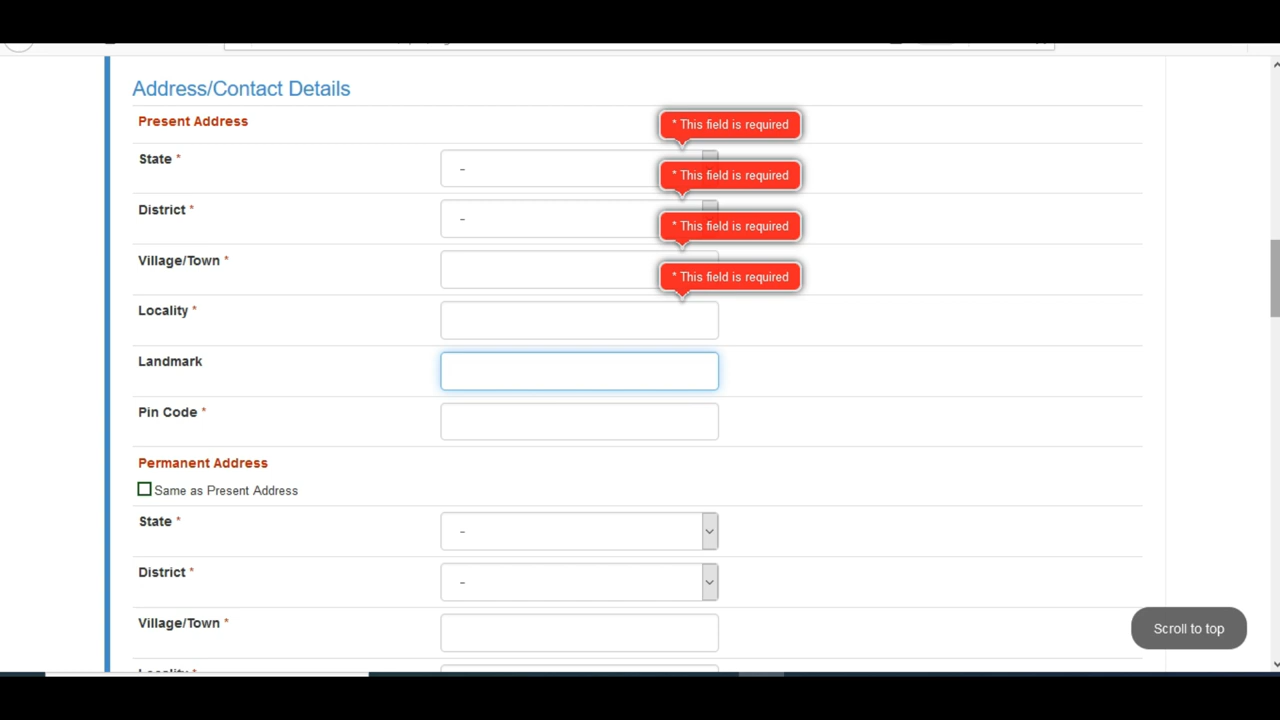 Address/Contact Details
Present Address
* This field is required
State *
-
* This field is required
District *
-
* This field is required
Village/Town *
* This field is required
Locality *
Landmark
Pin Code *
Permanent Address
Same as Present Address
State *
-
District *
-
Village/Town *
Scroll to top
Locality *